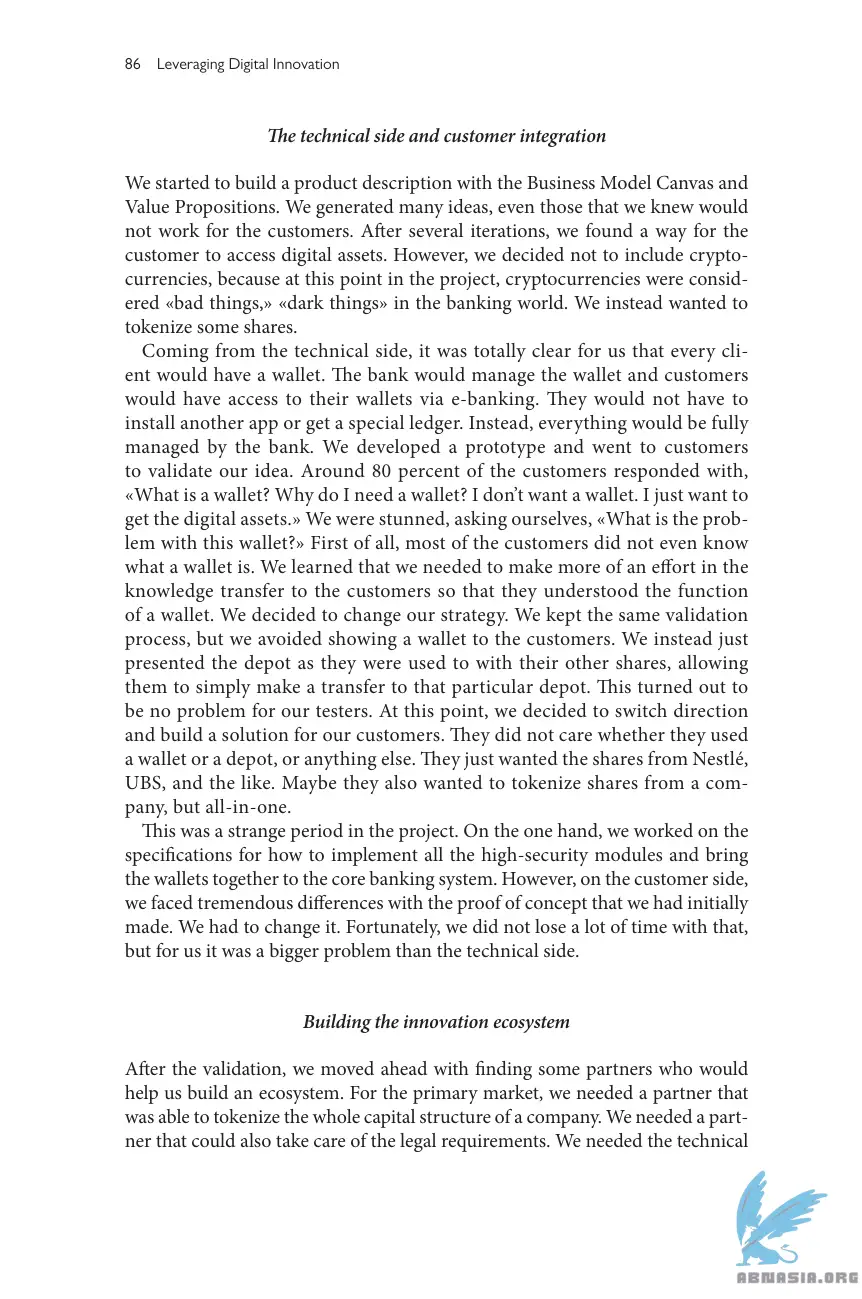 86 Leveraging Digital Innovation
The technical side and customer integration
We started to build a product description with the Business Model Canvas and
Value Propositions. We generated many ideas, even those that we knew would
not work for the customers. After several iterations, we found a way for the
customer to access digital assets. However, we decided not to include crypto-
currencies, because at this point in the project, cryptocurrencies were consid-
ered «bad things,» «dark things» in the banking world. We instead wanted to
tokenize some shares.
Coming from the technical side, it was totally clear for us that every cli-
ent would have a wallet. The bank would manage the wallet and customers
would have access to their wallets via e-banking. They would not have to
install another app or get a special ledger. Instead, everything would be fully
managed by the bank. We developed a prototype and went to customers
to validate our idea. Around 80 percent of the customers responded with,
«What is a wallet? Why do I need a wallet? I don’t want a wallet. I just want to
get the digital assets.» We were stunned, asking ourselves, «What is the prob-
lem with this wallet?» First of all, most of the customers did not even know
what a wallet is. We learned that we needed to make more of an effort in the
knowledge transfer to the customers so that they understood the function
of a wallet. We decided to change our strategy. We kept the same validation
process, but we avoided showing a wallet to the customers. We instead just
presented the depot as they were used to with their other shares, allowing
them to simply make a transfer to that particular depot. This turned out to
be no problem for our testers. At this point, we decided to switch direction
and build a solution for our customers. They did not care whether they used
a wallet or a depot, or anything else. They just wanted the shares from Nestlé,
UBS, and the like. Maybe they also wanted to tokenize shares from a com-
pany, but all-in-one.
This was a strange period in the project. On the one hand, we worked on the
specifications for how to implement all the high-security modules and bring
the wallets together to the core banking system. However, on the customer side,
we faced tremendous differences with the proof of concept that we had initially
made. We had to change it. Fortunately, we did not lose a lot of time with that,
but for us it was a bigger problem than the technical side.
Building the innovation ecosystem
After the validation, we moved ahead with finding some partners who would
help us build an ecosystem. For the primary market, we needed a partner that
was able to tokenize the whole capital structure of a company. We needed a part-
ner that could also take care of the legal requirements. We needed the technical
ABNASIA.ORG